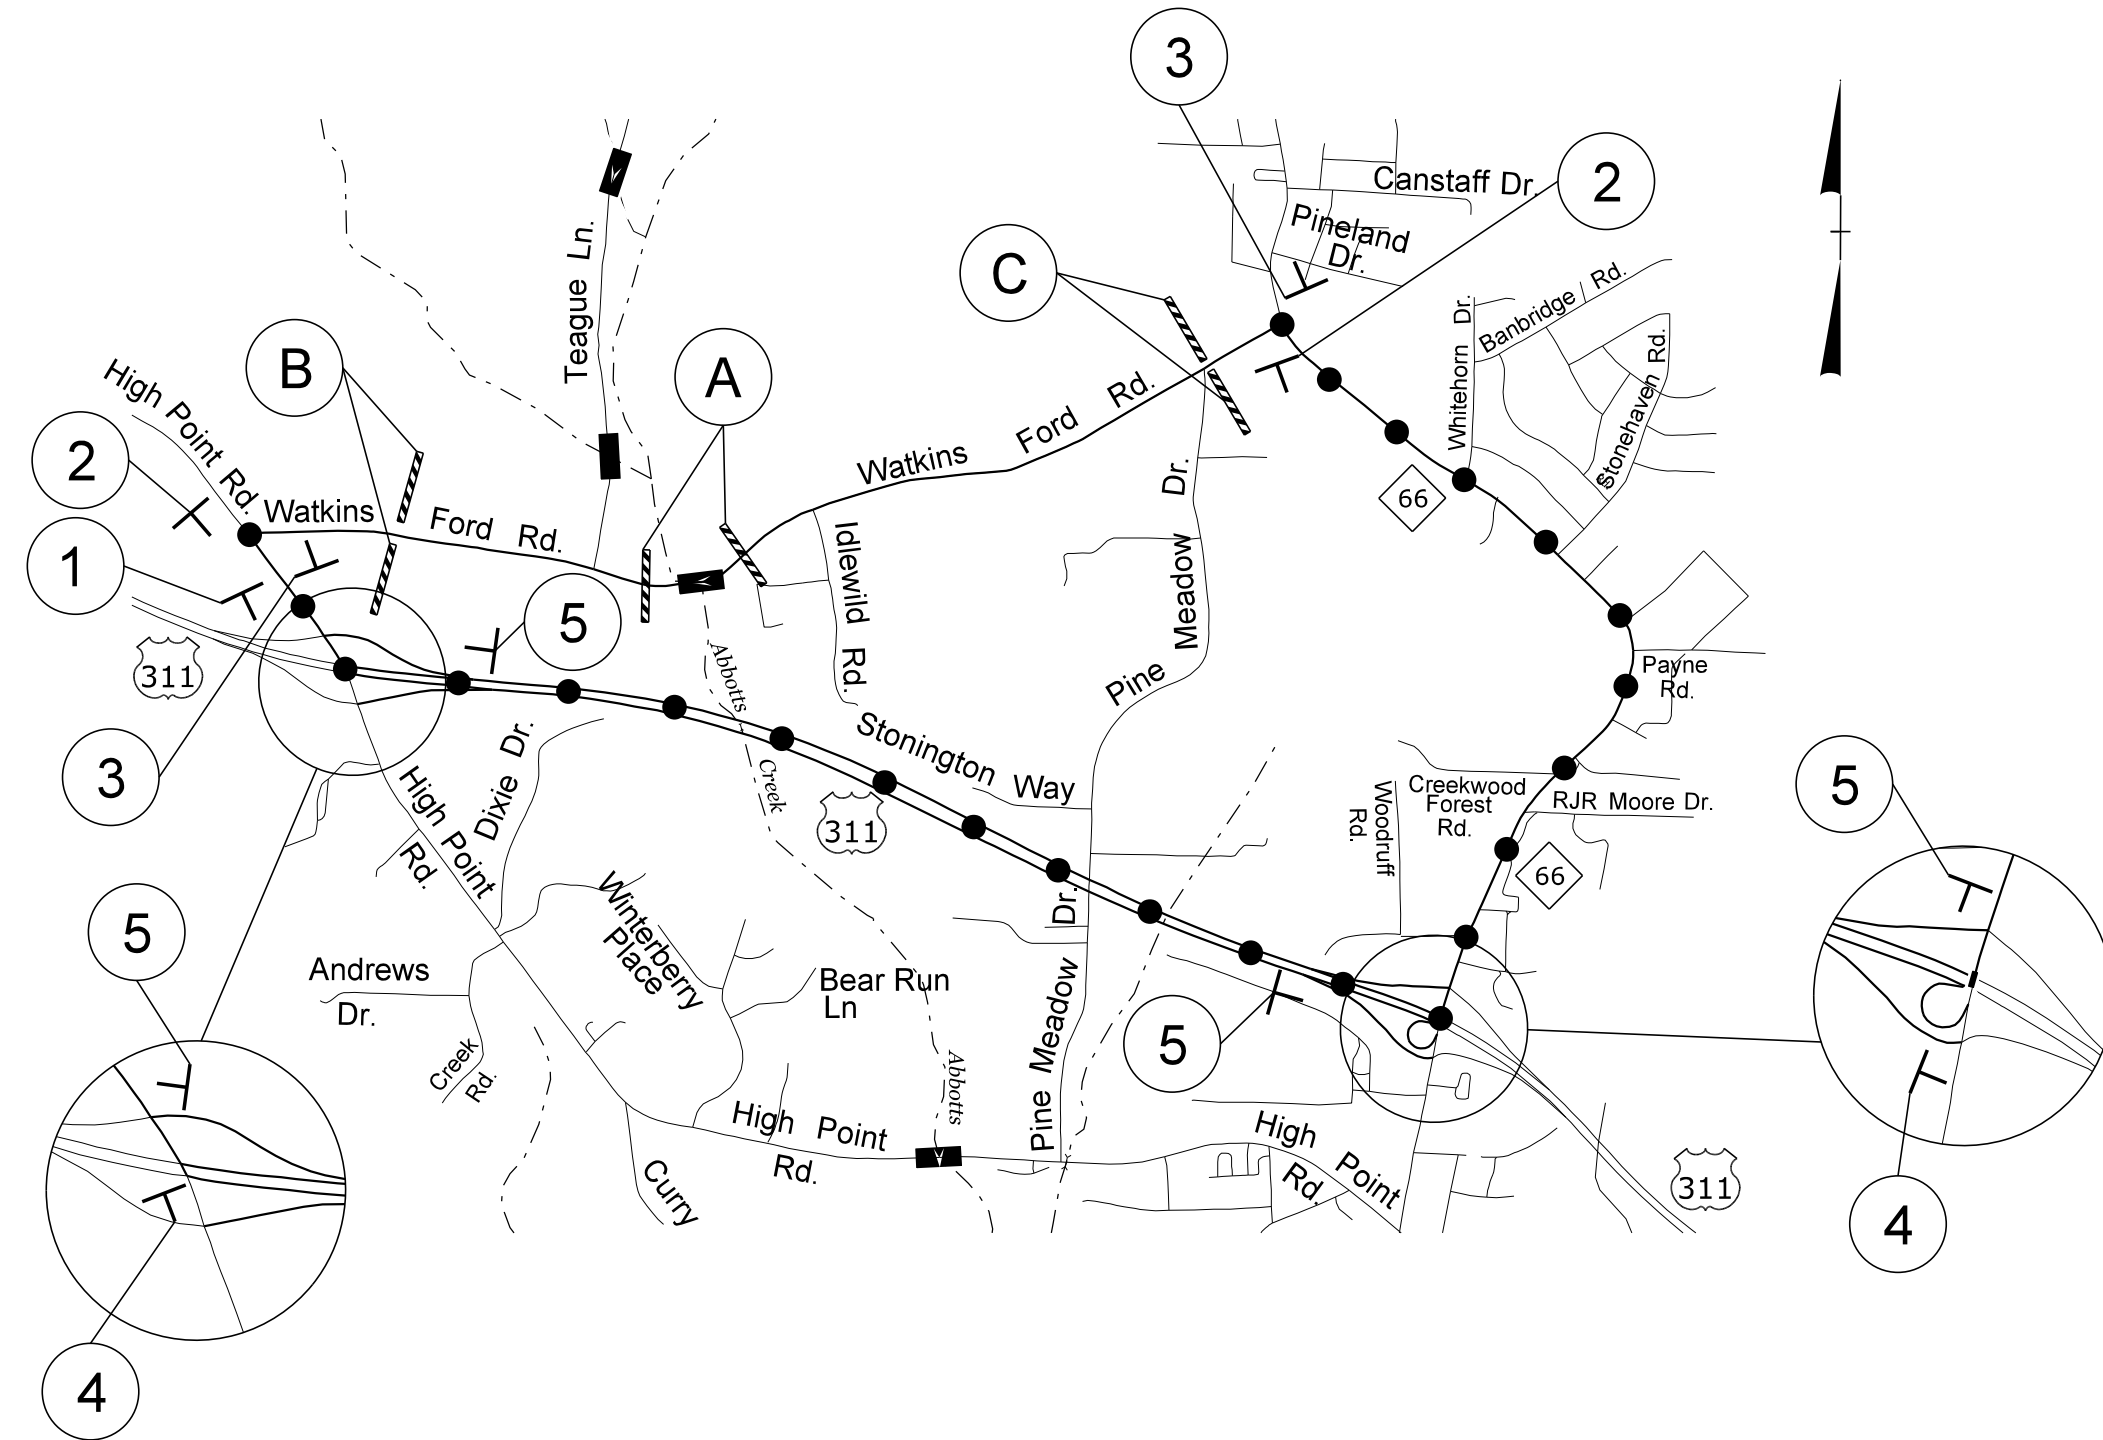 3
Canstaff Dr.
2
Pineland
Dr.
Teague Ln.
C
Banbridge Rd.
Whitehorn Dr.
Stonehaven Rd.
B
A
High Point Rd.
2
Watkins Ford Rd.
Watkins Ford Rd.
66
1
5
311
Idlewild Rd.
Pine Meadow Dr.
Abbotts
Creek
Payne
Rd.
3
Stonington Way
311
Dixie Dr.
High Point
Rd.
Woodruff
Rd.
Creekwood
Forest
Rd.
RJR Moore Dr.
5
66
5
Winterberry
Place
Andrews
Dr.
Bear Run
Ln
Creek
Rd.
Pine Meadow Dr.
5
Abbotts
High Point
Rd.
High Point
Rd.
Curry
311
4
4